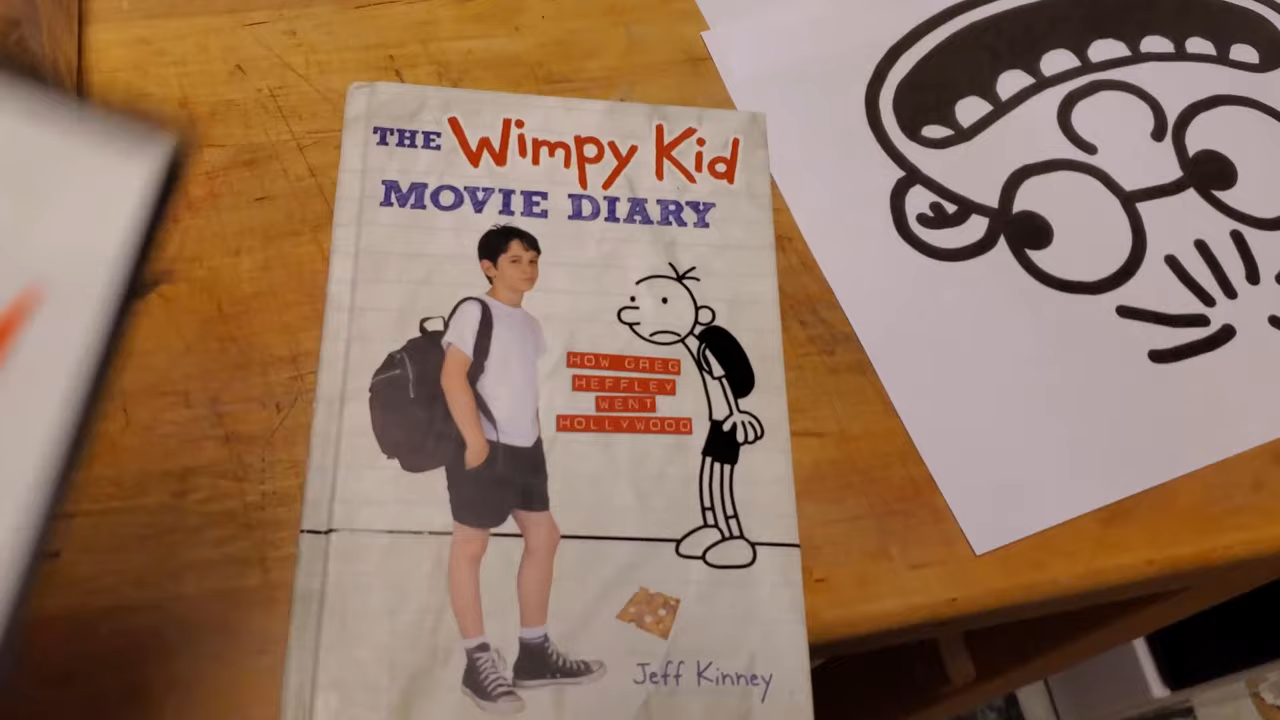 THE Wimpy Kid
MOVIE DIARY
HOW GREG
HEFFLEY
WENT
HOLLYWOOD
Jeff Kinney